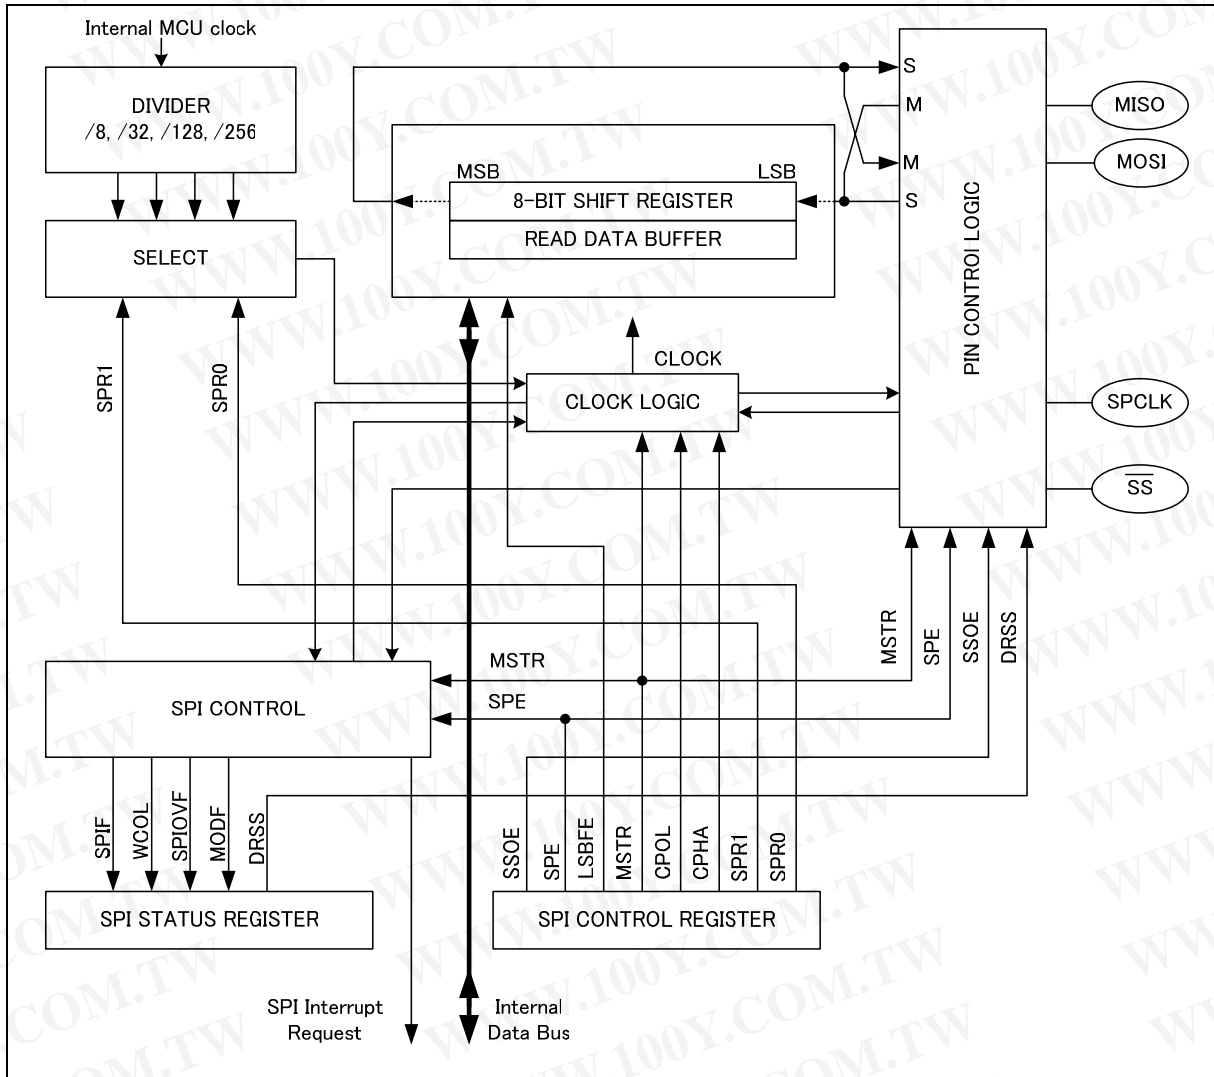 Internal MCU clock
DIVIDER
/8, /32, /128, /256
SELECT
SPR1
SPR0
MSB
LSB
8-BIT SHIFT REGISTER
READ DATA BUFFER
CLOCK
CLOCK LOGIC
S
M
M
S
PIN CONTROl LOGIC
MISO
MOSI
SPCLK
SS
MSTR
SPE
SSOE
DRSS
MSTR
SPE
SPI CONTROL
SPIF
WCOL
SPIOVF
MODF
DRSS
SSOE
SPE
LSBFE
MSTR
CPOL
CPHA
SPR1
SPR0
SPI STATUS REGISTER
SPI CONTROL REGISTER
SPI Interrupt
Request
Internal
Data Bus
WWW.100Y.COM.TW